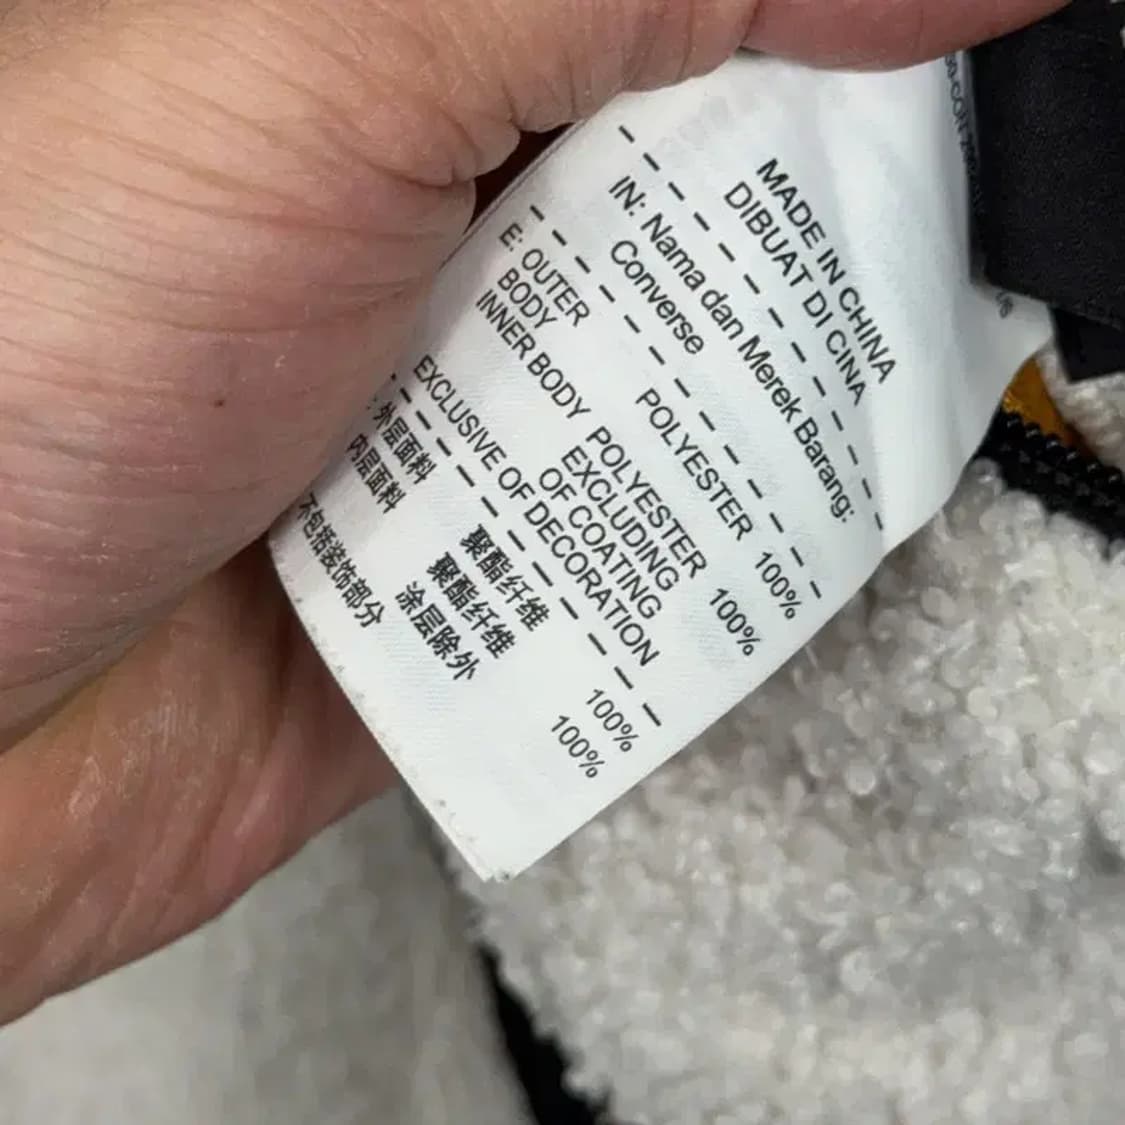 MADE IN CHINA
DIBUAT DI CINA
IN: Nama dan Merek Barang:
Converse
E: OUTER BODY POLYESTER 100%
INNER BODY POLYESTER 100%
EXCLUDING
OF COATING
EXCLUSIVE OF DECORATION
: 外层面料 聚酯纤维 100%
内层面料 聚酯纤维 100%
涂层除外
不包括装饰部分